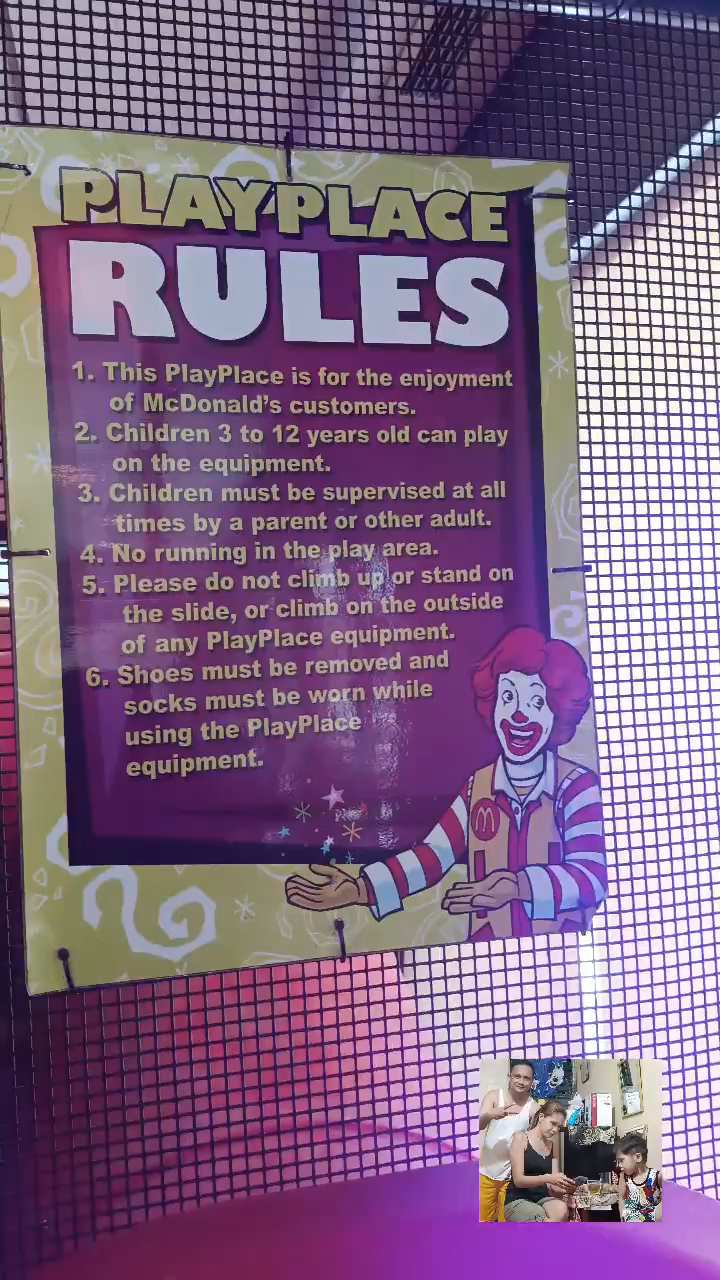 PLAYPLACE
RULES
1. This PlayPlace is for the enjoyment
of McDonald's customers.
2. Children 3 to 12 years old can play
on the equipment.
3. Children must be supervised at all
times by a parent or other adult.
4. No running in the play area.
5. Please do not climb up or stand on
the slide, or climb on the outside
of any PlayPlace equipment.
6. Shoes must be removed and
socks must be worn while
using the PlayPlace
equipment.